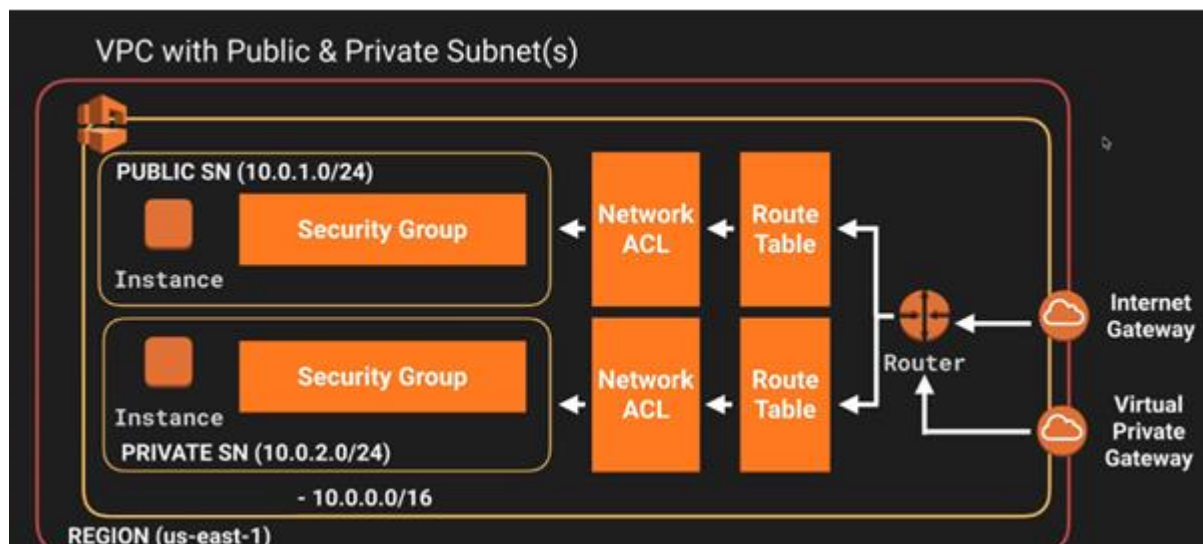 VPC with Public & Private Subnet(s)
PUBLIC SN (10.0.1.0/24)
Security Group
Instance
Network
ACL
Route
Table
Internet
Gateway
Router
Security Group
Instance
PRIVATE SN (10.0.2.0/24)
Network
ACL
Route
Table
Virtual
Private
Gateway
- 10.0.0.0/16
REGION (us-east-1)